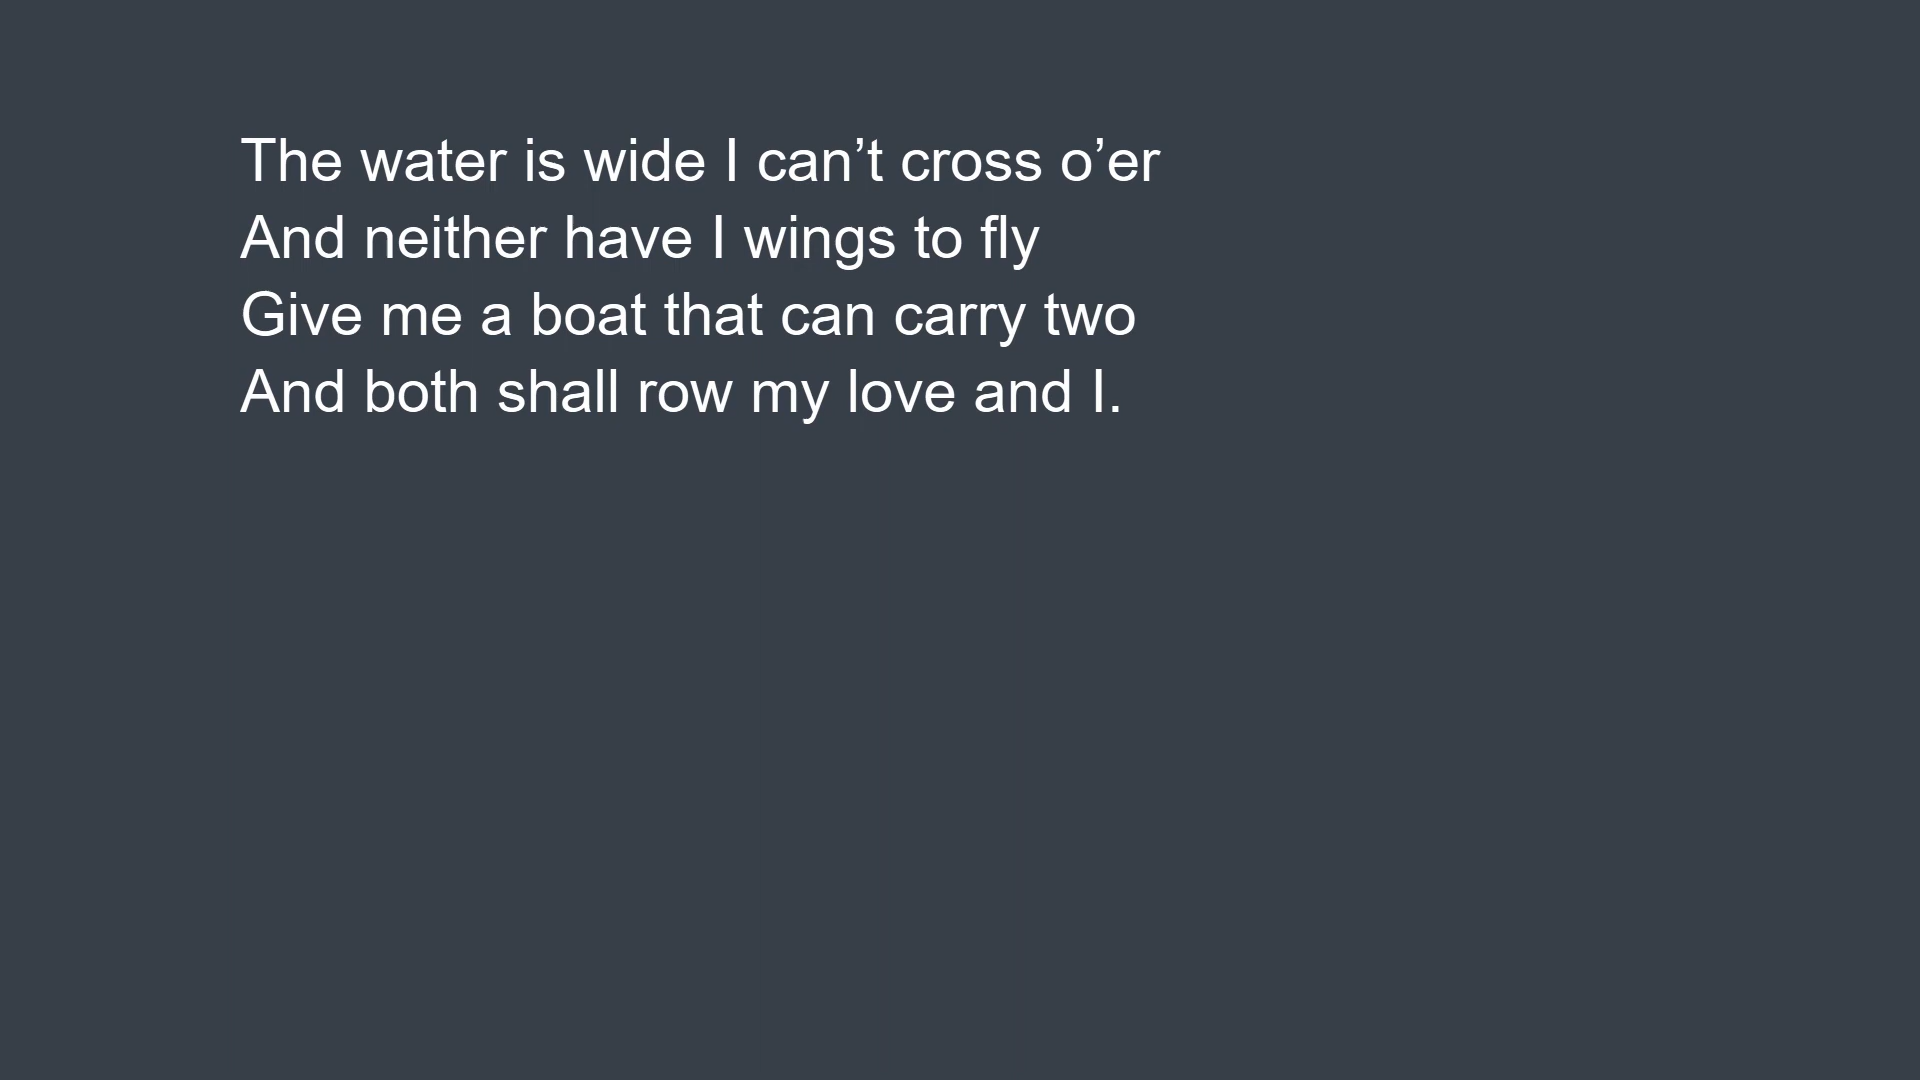 The water is wide I can’t cross o’er
And neither have I wings to fly
Give me a boat that can carry two
And both shall row my love and I.